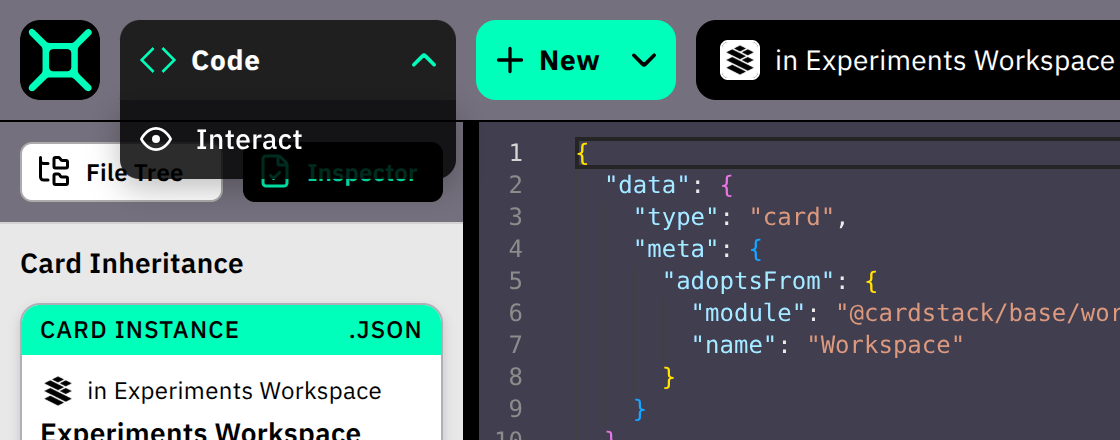 Code
New
in Experiments Workspace
Interact
File Tree
Inspector
Card Inheritance
CARD INSTANCE .JSON
in Experiments Workspace
Experiments Workspace
1 {
2 "data": {
3 "type": "card",
4 "meta": {
5 "adoptsFrom": {
6 "module": "@cardstack/base/wor
7 "name": "Workspace"
8 }
9 }
10 }